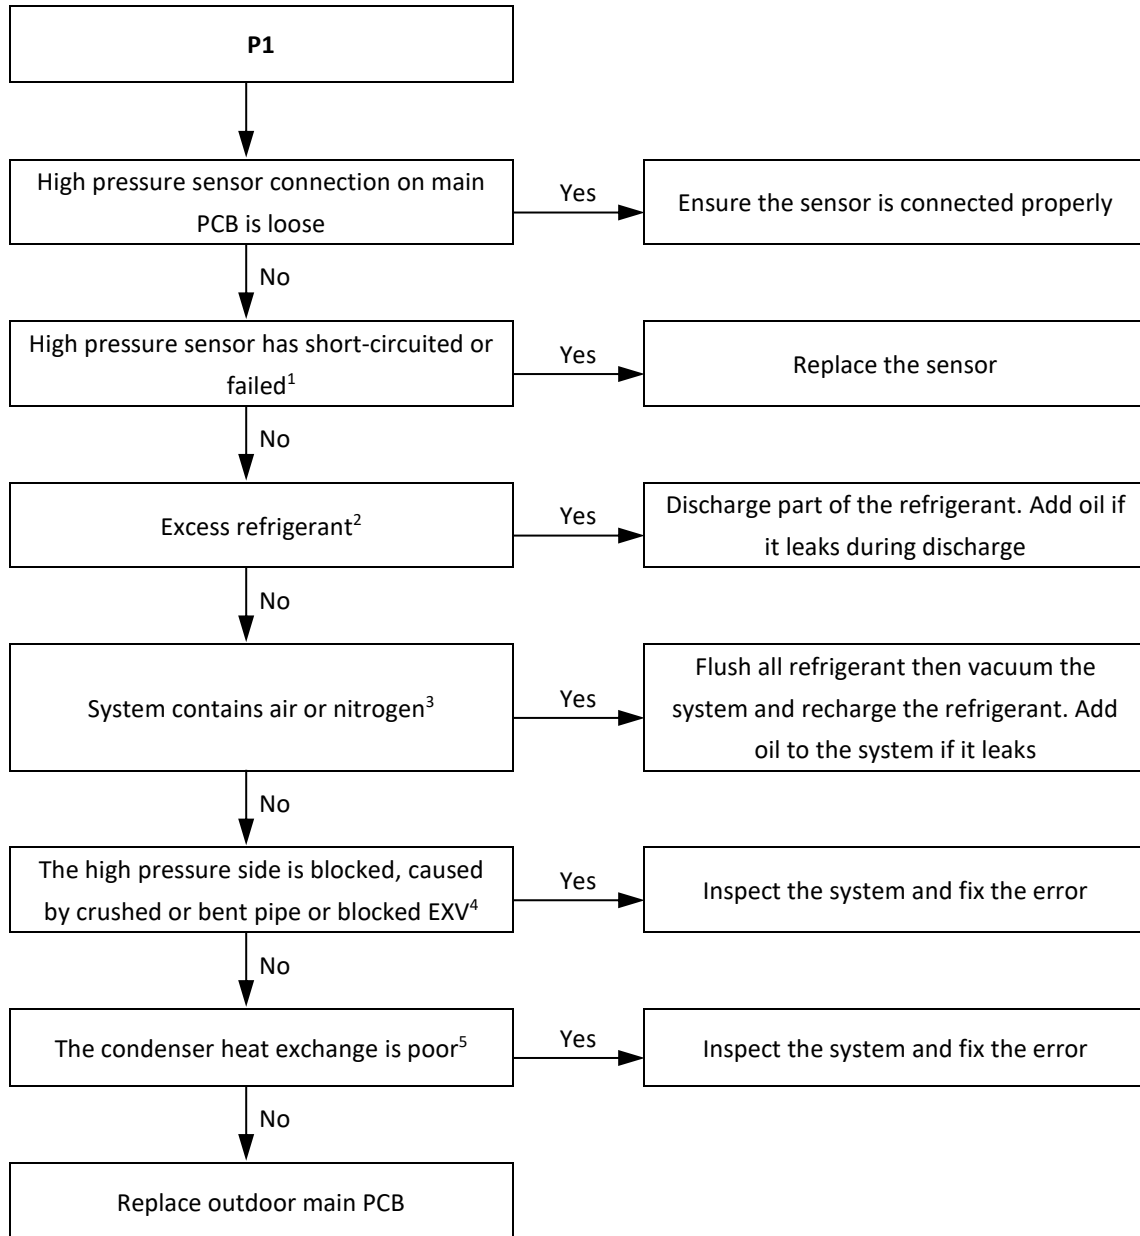 P1
High pressure sensor connection on main
PCB is loose
Yes
Ensure the sensor is connected properly
No
High pressure sensor has short-circuited or
failed1
Yes
Replace the sensor
No
Excess refrigerant2
Yes
Discharge part of the refrigerant. Add oil if
it leaks during discharge
No
System contains air or nitrogen3
Yes
Flush all refrigerant then vacuum the
system and recharge the refrigerant. Add
oil to the system if it leaks
No
The high pressure side is blocked, caused
by crushed or bent pipe or blocked EXV4
Yes
Inspect the system and fix the error
No
The condenser heat exchange is poor5
Yes
Inspect the system and fix the error
No
Replace outdoor main PCB